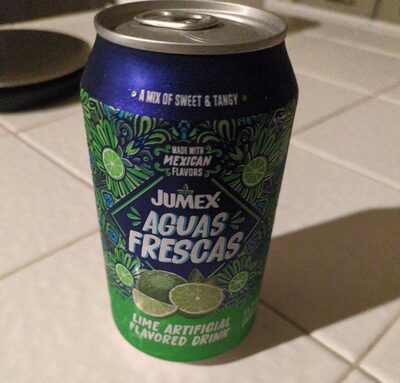 • A MIX OF SWEET & TANGY •
MADE WITH
MEXICAN
FLAVORS
JUMEX
AGUAS
FRESCAS
LIME ARTIFICIAL
FLAVORED DRINK